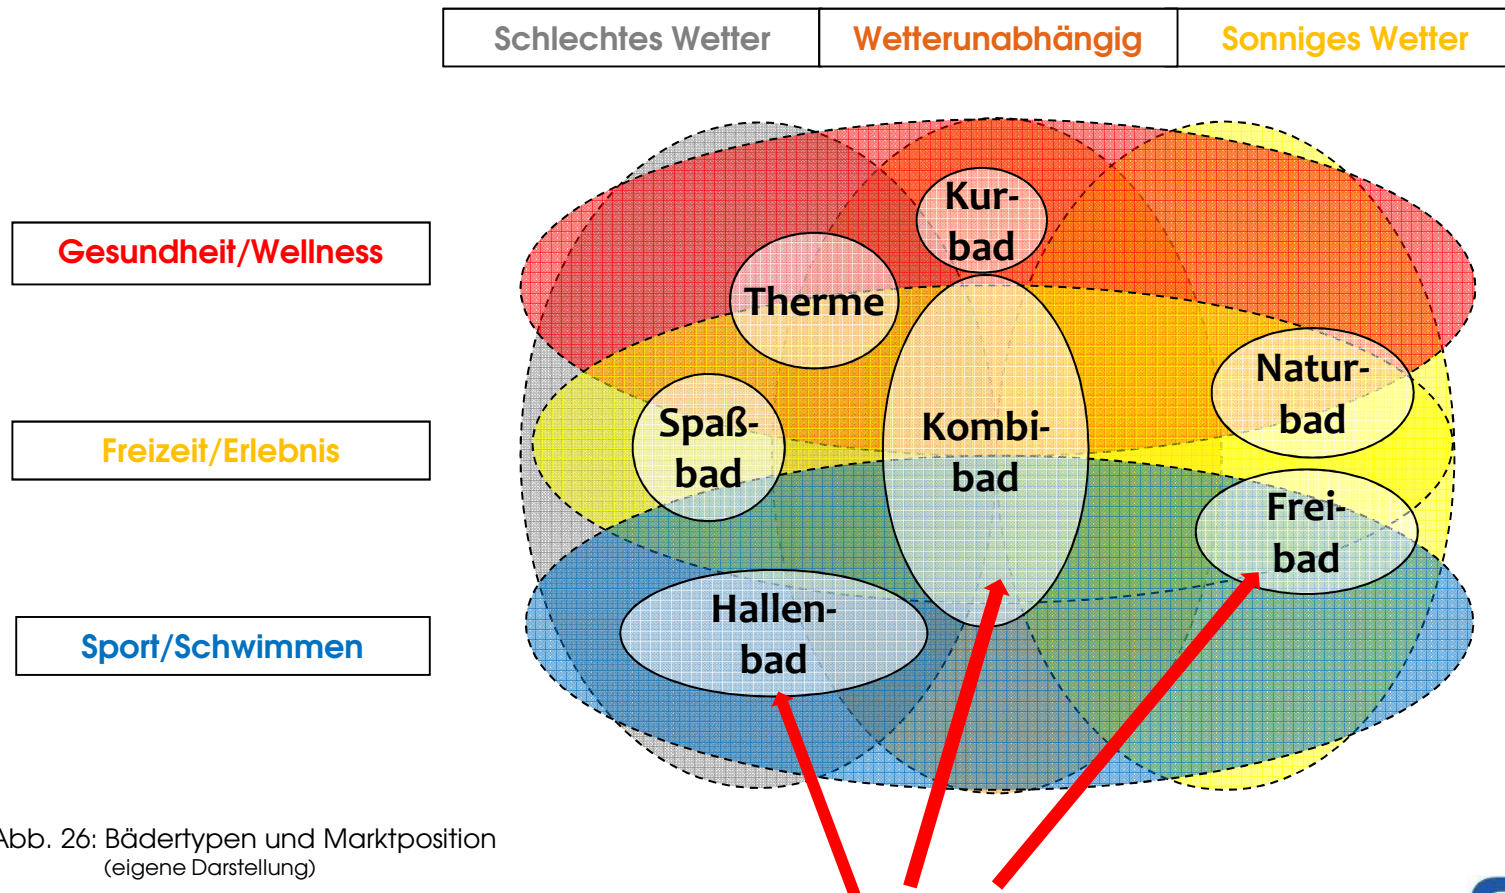 Schlechtes Wetter
Wetterunabhängig
Sonniges Wetter
Gesundheit/Wellness
Freizeit/Erlebnis
Sport/Schwimmen
Kur-
bad
Therme
Natur-
bad
Spaß-
bad
Kombi-
bad
Frei-
bad
Hallen-
bad
Abb. 26: Bädertypen und Marktposition
(eigene Darstellung)